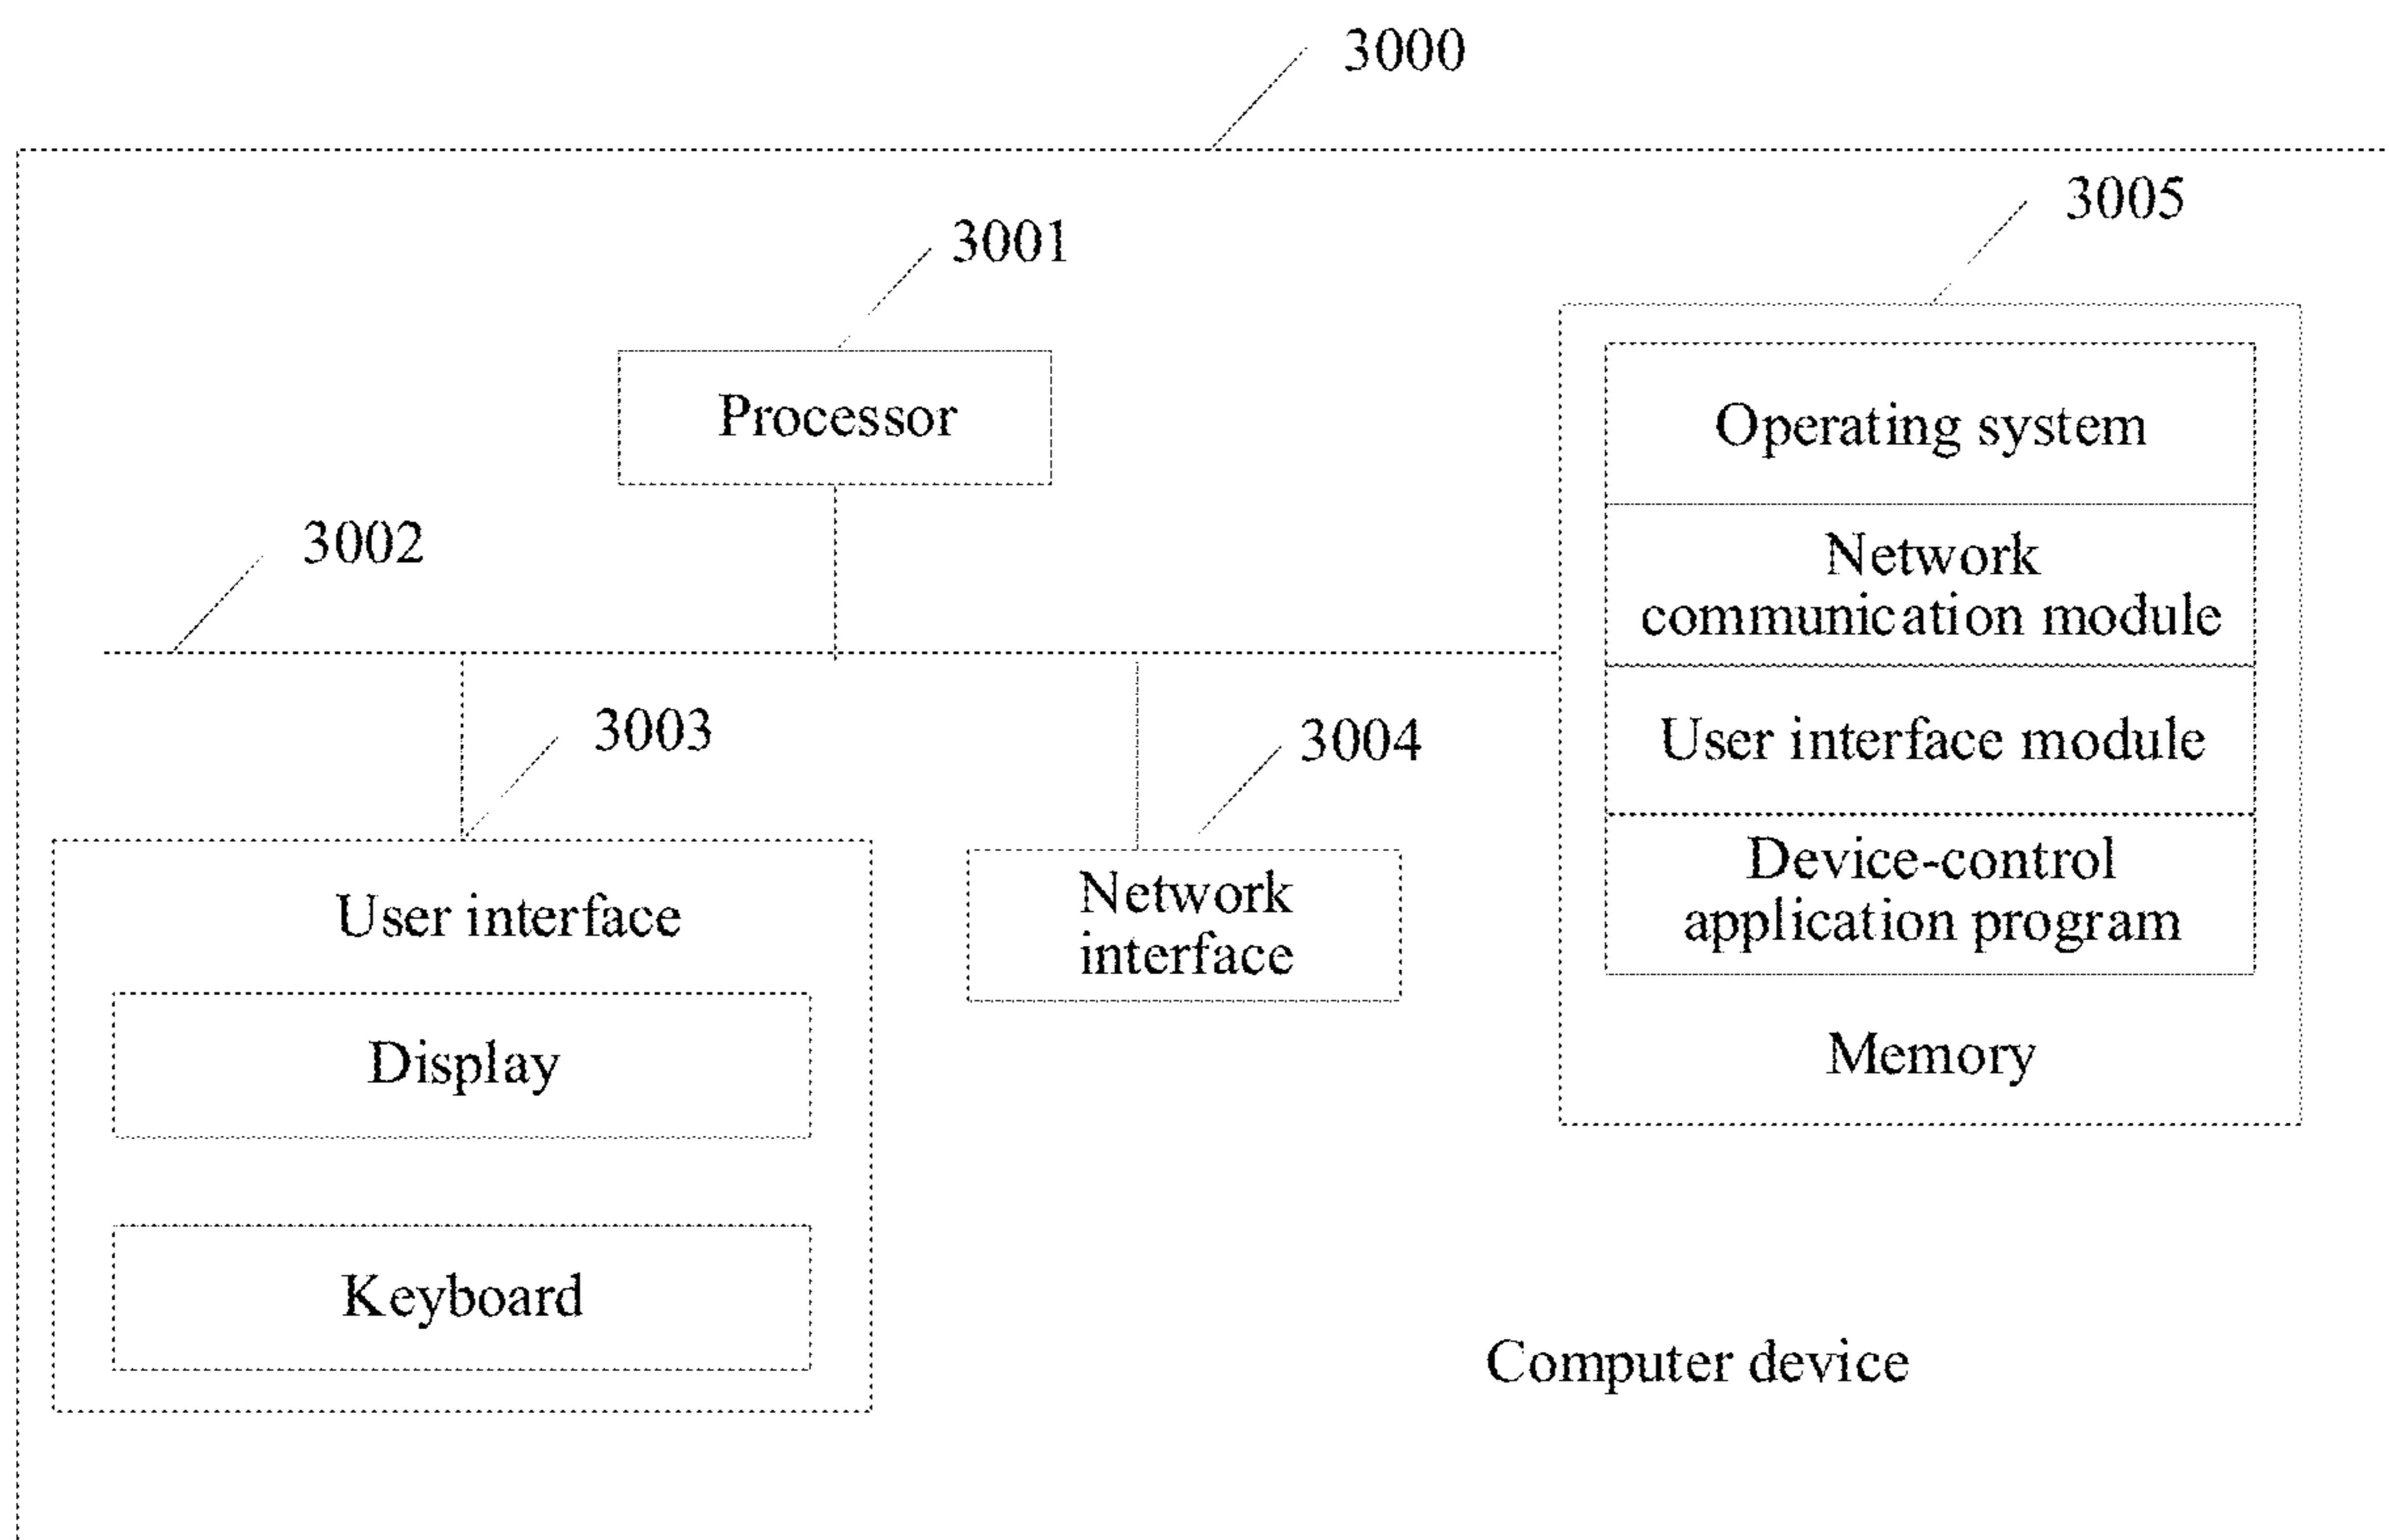 3000
3005
3001
Processor
Operating system
3002
Network
communication module
3003
3004
User interface module
Device-control
application program
User interface
Network
interface
Display
Memory
Keyboard
Computer device